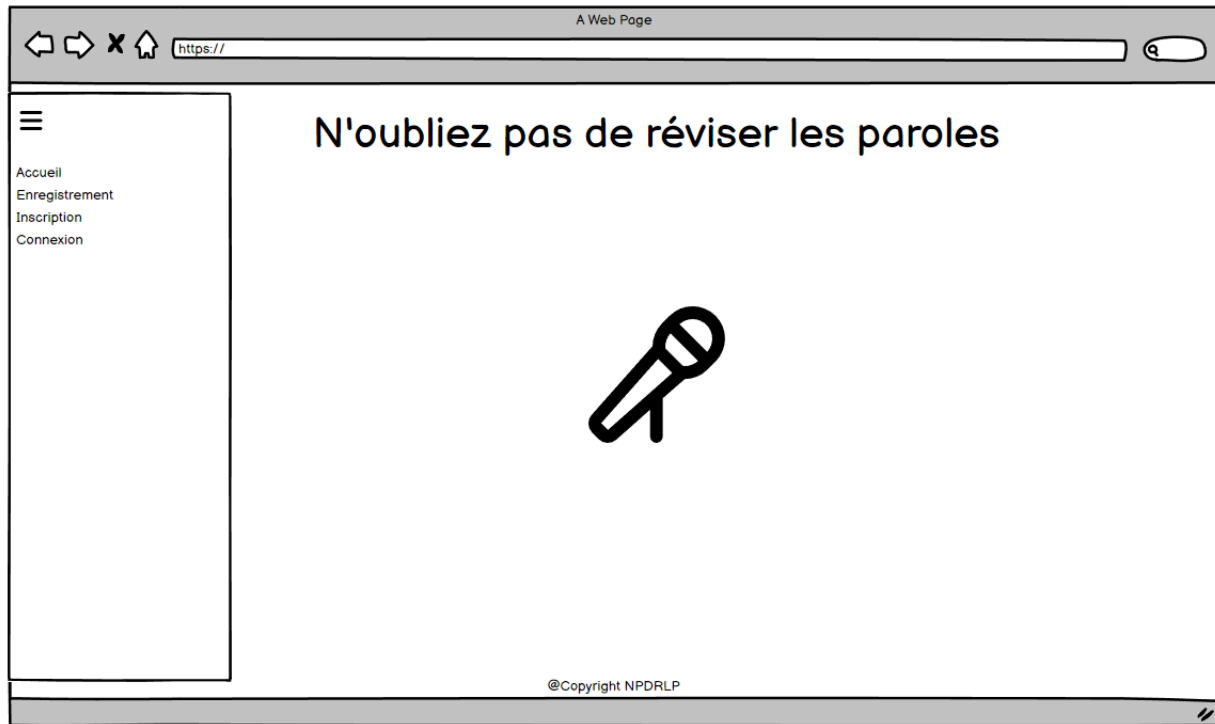 A Web Page
https://
N'oubliez pas de réviser les paroles
Accueil
Enregistrement
Inscription
Connexion
@Copyright NPDRLP